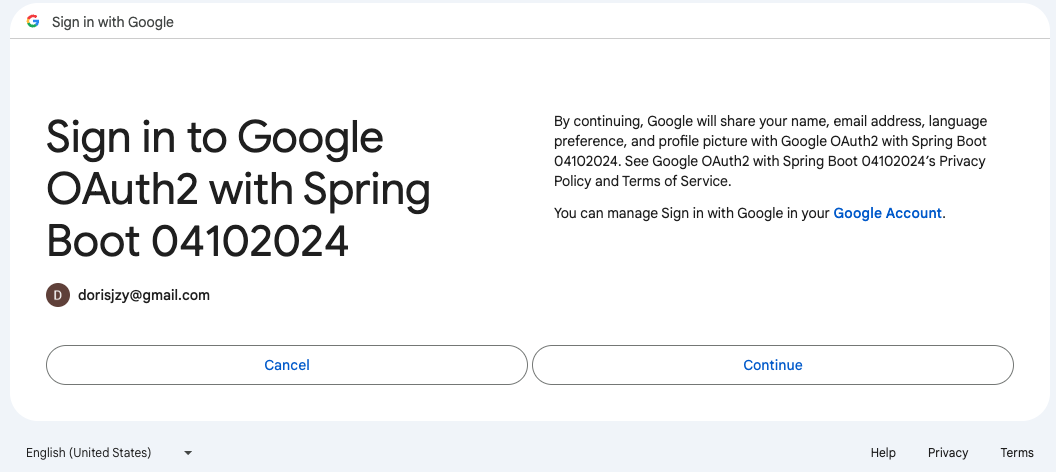 Sign in with Google
Sign in to Google
OAuth2 with Spring
Boot 04102024
D
dorisjzy@gmail.com
By continuing, Google will share your name, email address, language
preference, and profile picture with Google OAuth2 with Spring Boot
04102024. See Google OAuth2 with Spring Boot 04102024’s Privacy
Policy and Terms of Service.
You can manage Sign in with Google in your Google Account.
Cancel
Continue
English (United States)
Help
Privacy
Terms